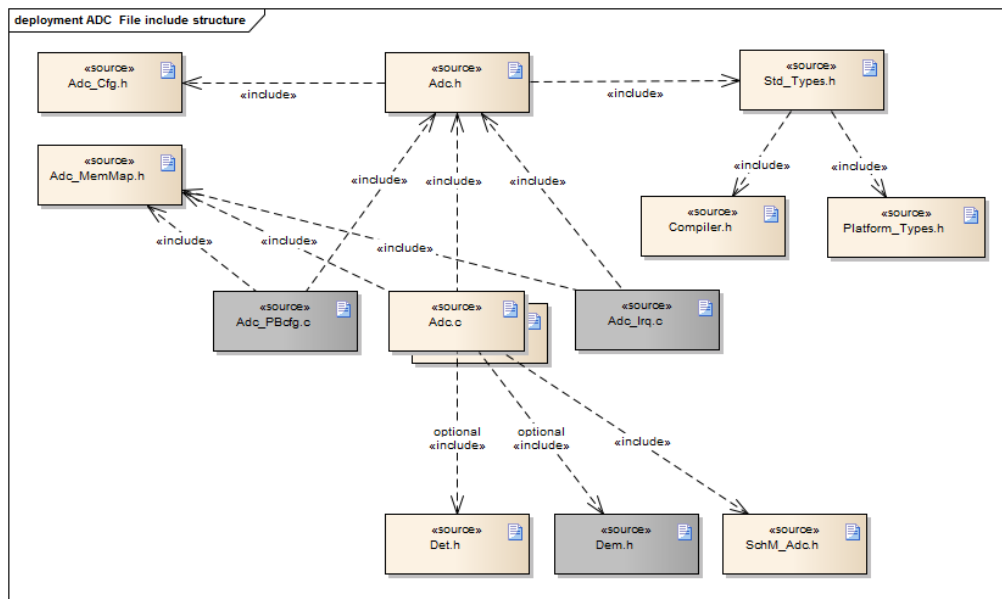 deployment ADC File include structure
«source»
Adc_Cfg.h
«source»
Adc.h
«source»
Std_Types.h
«include»
«include»
«source»
Adc_MemMap.h
«include»
«include»
«include»
«include»
«include»
«source»
Compiler.h
«source»
Platform_Types.h
«include»
«include»
«include»
«source»
Adc_PBcfg.c
«source»
Adc.c
«source»
Adc_Irq.c
optional
«include»
optional
«include»
«include»
«source»
Det.h
«source»
Dem.h
«source»
SchM_Adc.h